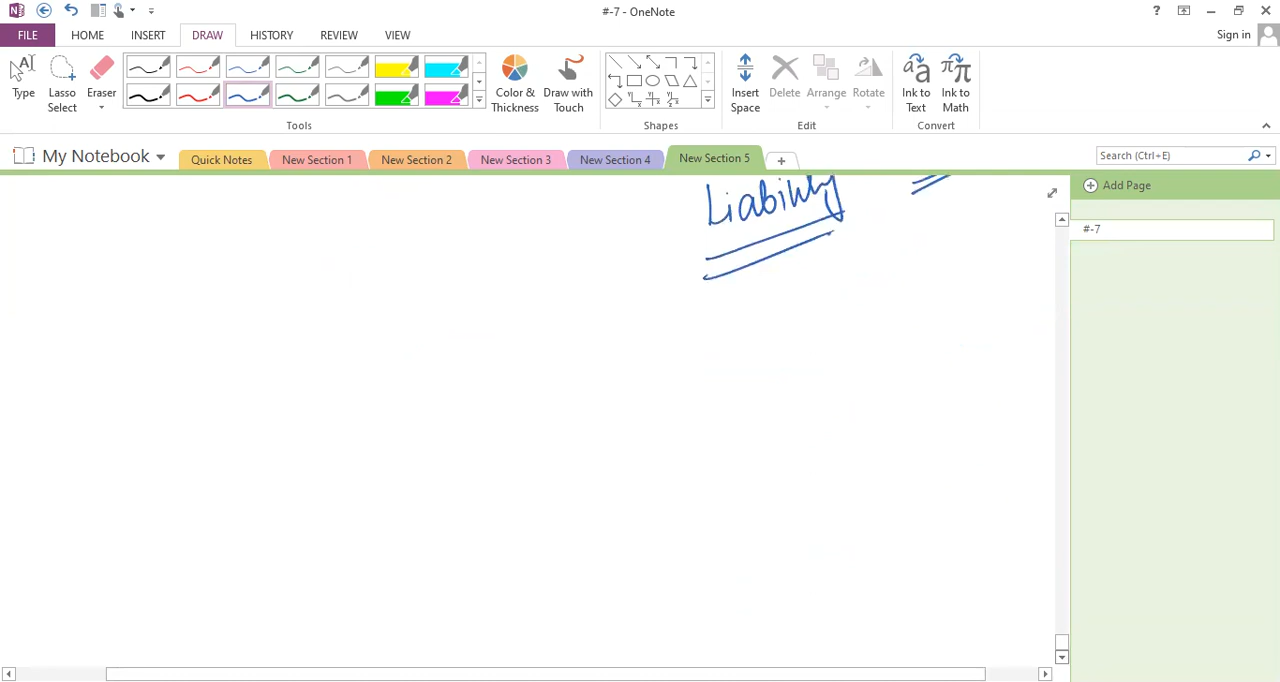 #-7 - OneNote
?
FILE HOME INSERT DRAW HISTORY REVIEW VIEW
Sign in
Type
Lasso Select
Eraser
Color & Thickness
Draw with Touch
Insert Space
Delete
Arrange
Rotate
Ink to Text
Ink to Math
Tools
Shapes
Edit
Convert
My Notebook
Quick Notes
New Section 1
New Section 2
New Section 3
New Section 4
New Section 5
Search (Ctrl+E)
Add Page
#-7
Liability